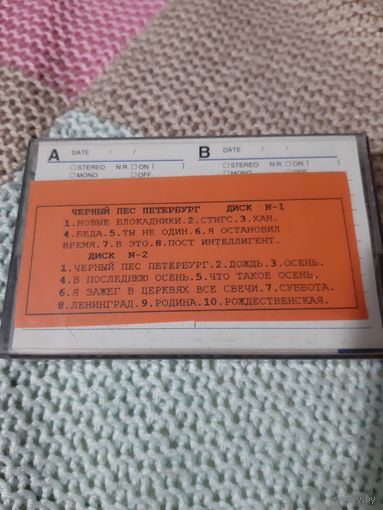 A DATE / / B DATE / /
□STEREO N.R. □ON [ ] □STEREO N.R. □ON [ ]
□MONO □OFF □MONO □OFF
ЧЕРНЫЙ ПЕС ПЕТЕРБУРГ ДИСК N-1
1.НОВЫЕ БЛОКАДНИКИ.2.СТИГС.3.ХАН.
4.БЕДА.5.ТЫ НЕ ОДИН.6.Я ОСТАНОВИЛ
ВРЕМЯ.7.В ЭТО.8.ПОСТ ИНТЕЛЛИГЕНТ.
ДИСК N-2
1.ЧЕРНЫЙ ПЕС ПЕТЕРБУРГ.2.ДОЖДЬ.3.ОСЕНЬ.
4.В ПОСЛЕДНЮЮ ОСЕНЬ.5.ЧТО ТАКОЕ ОСЕНЬ.
6.Я ЗАЖЕГ В ЦЕРКВЯХ ВСЕ СВЕЧИ.7.СУББОТА.
8.ЛЕНИНГРАД.9.РОДИНА.10.РОЖДЕСТВЕНСКАЯ.